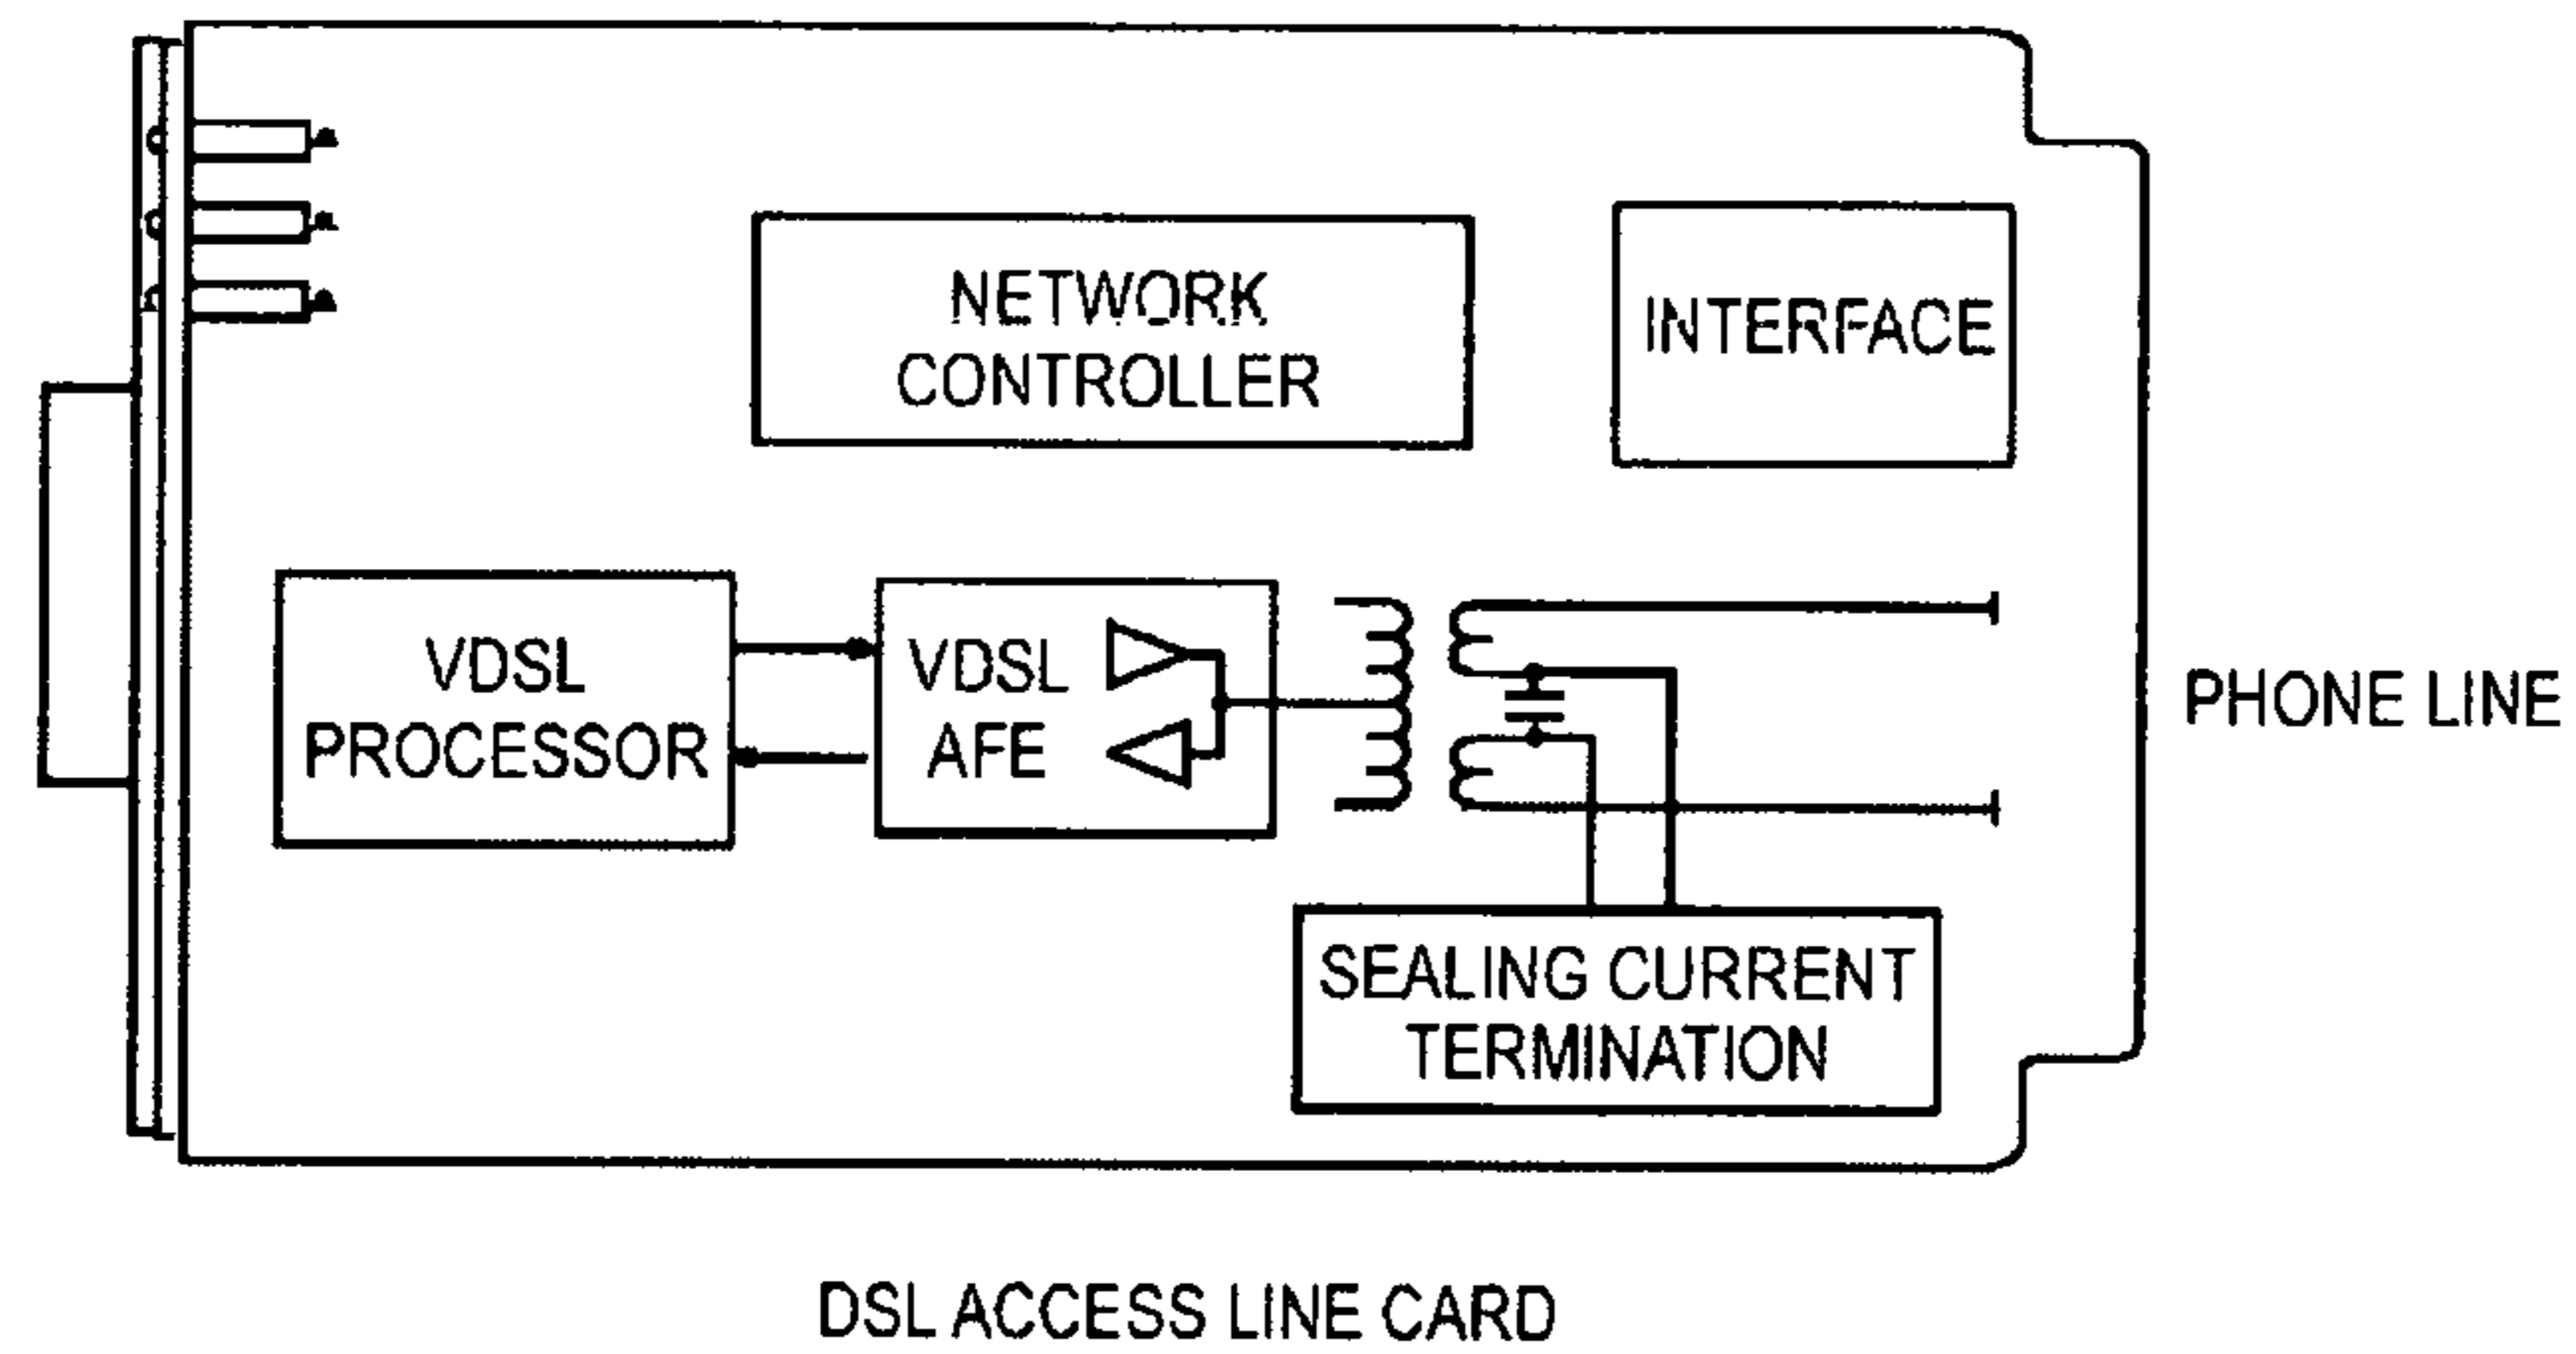 NETWORK
CONTROLLER
INTERFACE
VDSL
PROCESSOR
VDSL
AFE
PHONE LINE
SEALING CURRENT
TERMINATION
DSL ACCESS LINE CARD